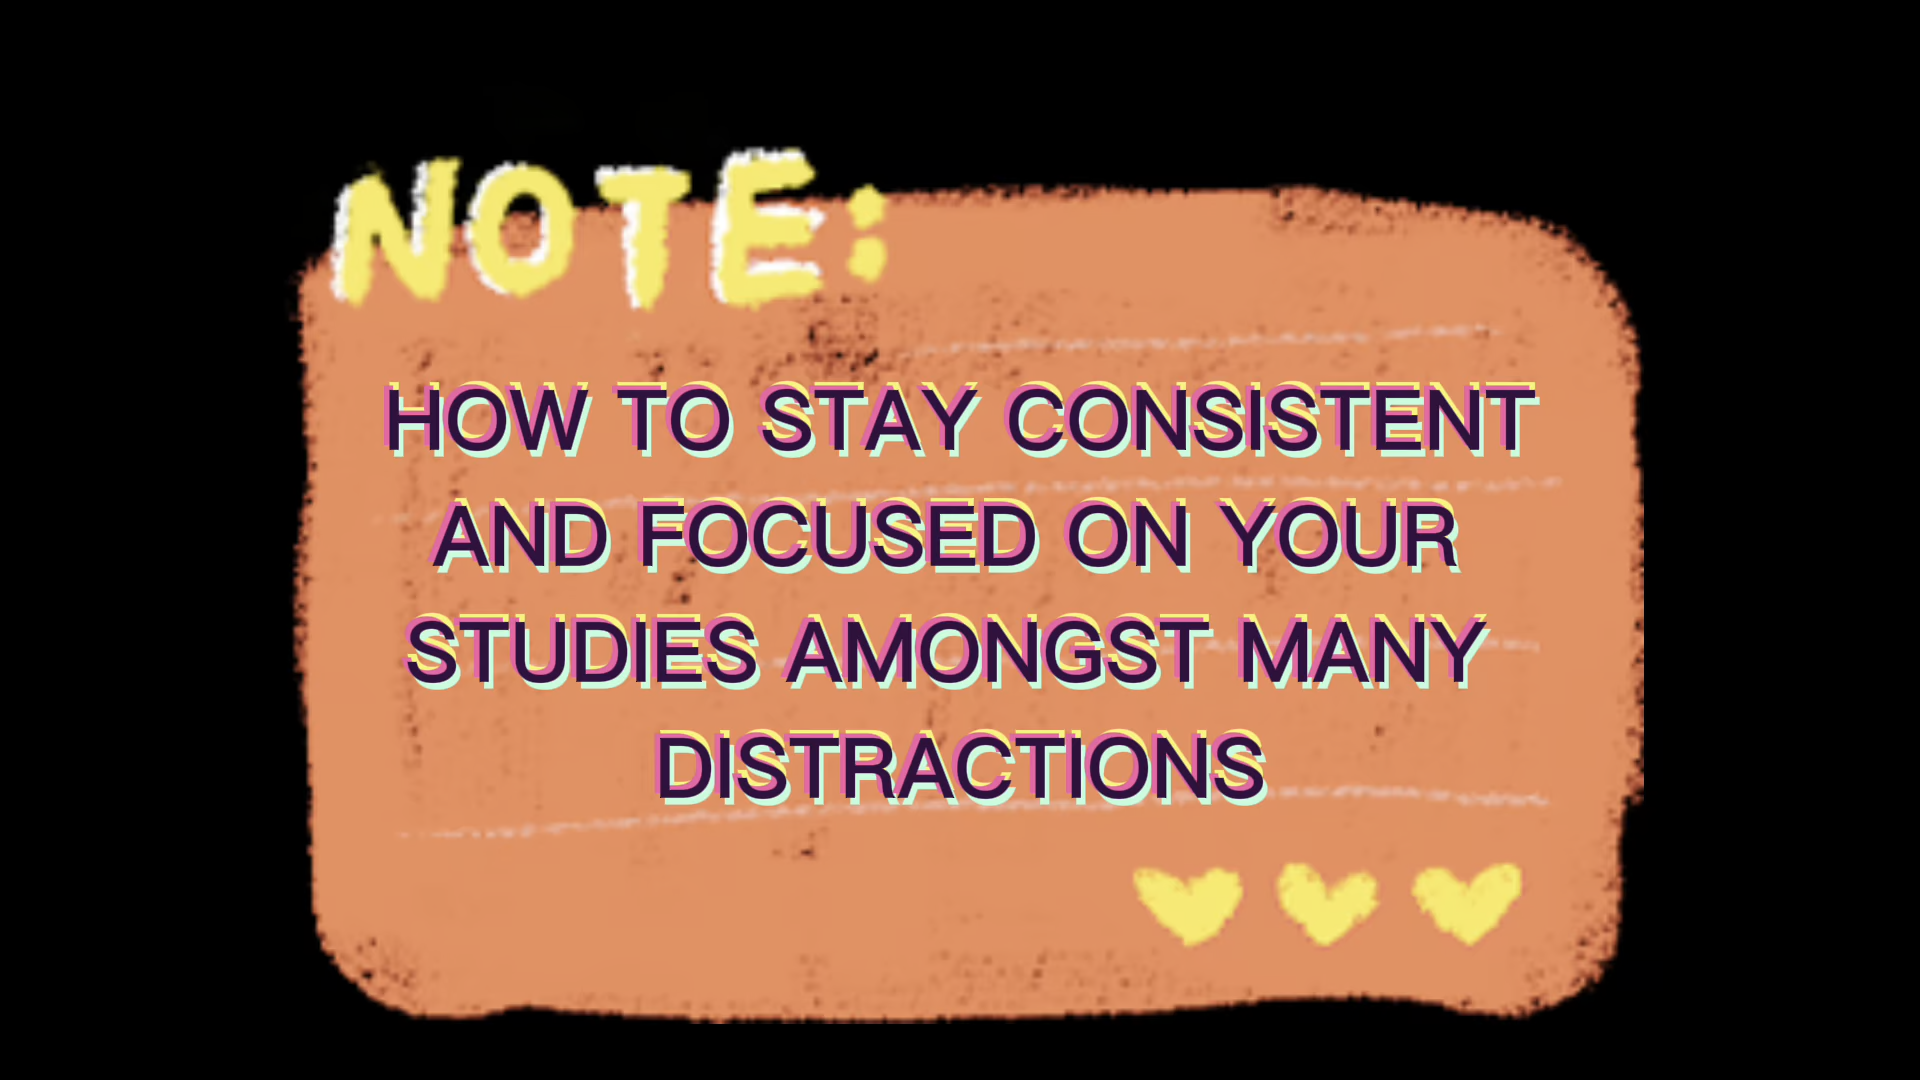 NOTE:
HOW TO STAY CONSISTENT
AND FOCUSED ON YOUR
STUDIES AMONGST MANY
DISTRACTIONS